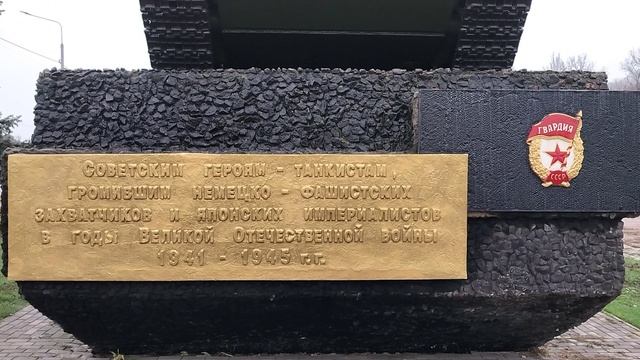 Советским героям - танкистам,
громившим немецко - фашистских
захватчиков и японских империалистов
в годы Великой Отечественной войны
1941 - 1945 г.г.
ГВАРДИЯ
СССР